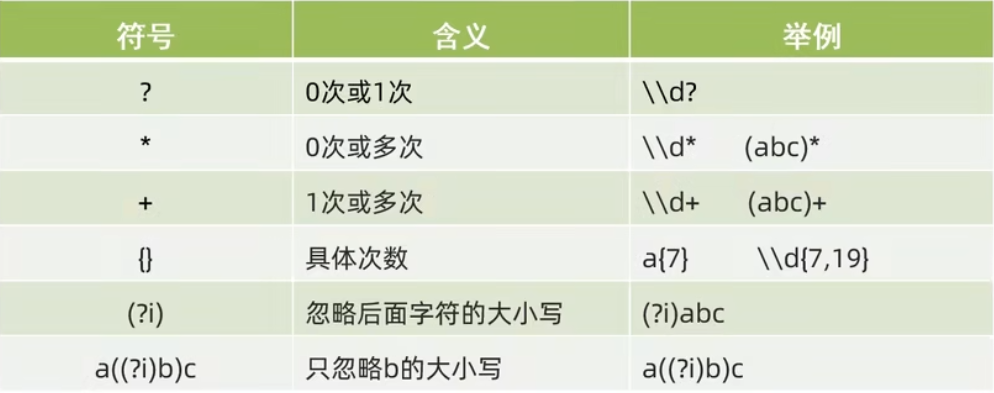 符号 含义 举例
? 0次或1次 \\d?
* 0次或多次 \\d* (abc)*
+ 1次或多次 \\d+ (abc)+
{} 具体次数 a{7} \\d{7,19}
(?i) 忽略后面字符的大小写 (?i)abc
a((?i)b)c 只忽略b的大小写 a((?i)b)c